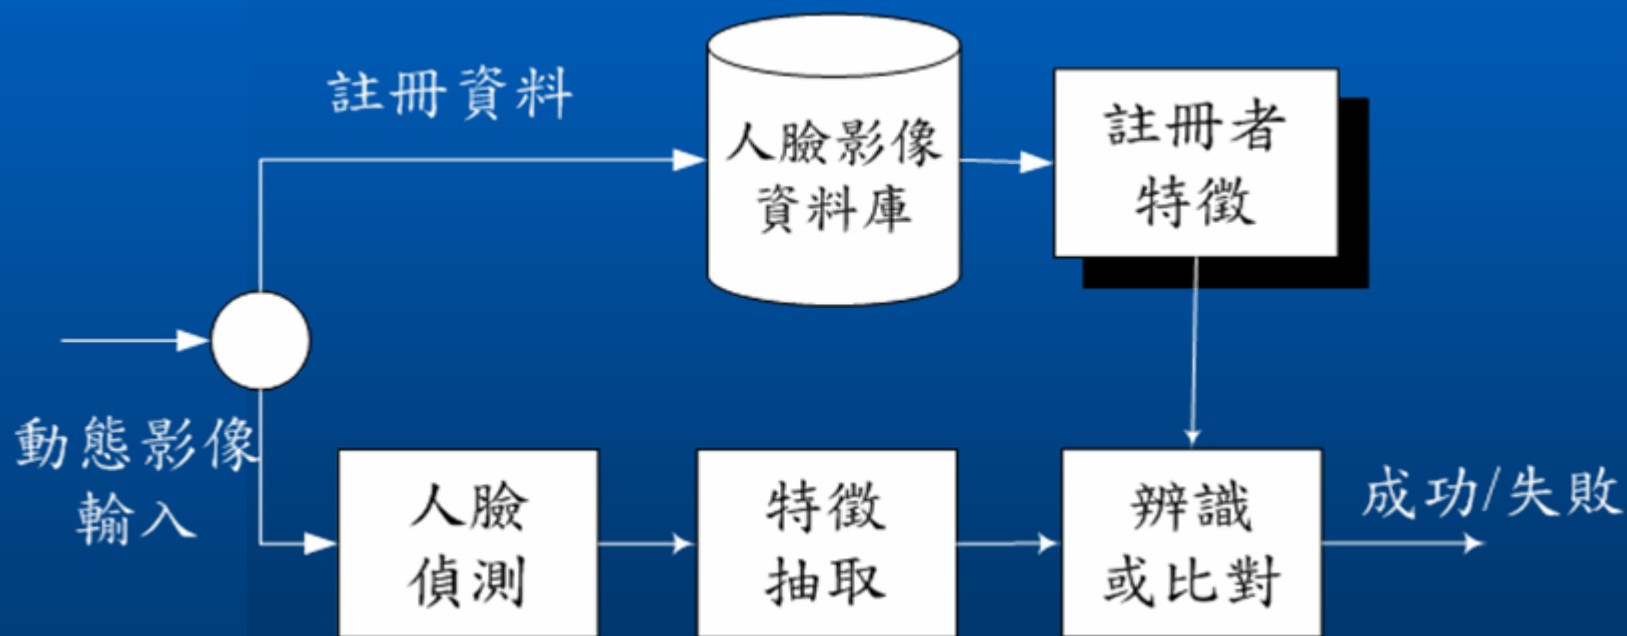 註冊資料
人臉影像
資料庫
註冊者
特徵
動態影像
輸入
人臉
偵測
特徵
抽取
辨識
或比對
成功/失敗